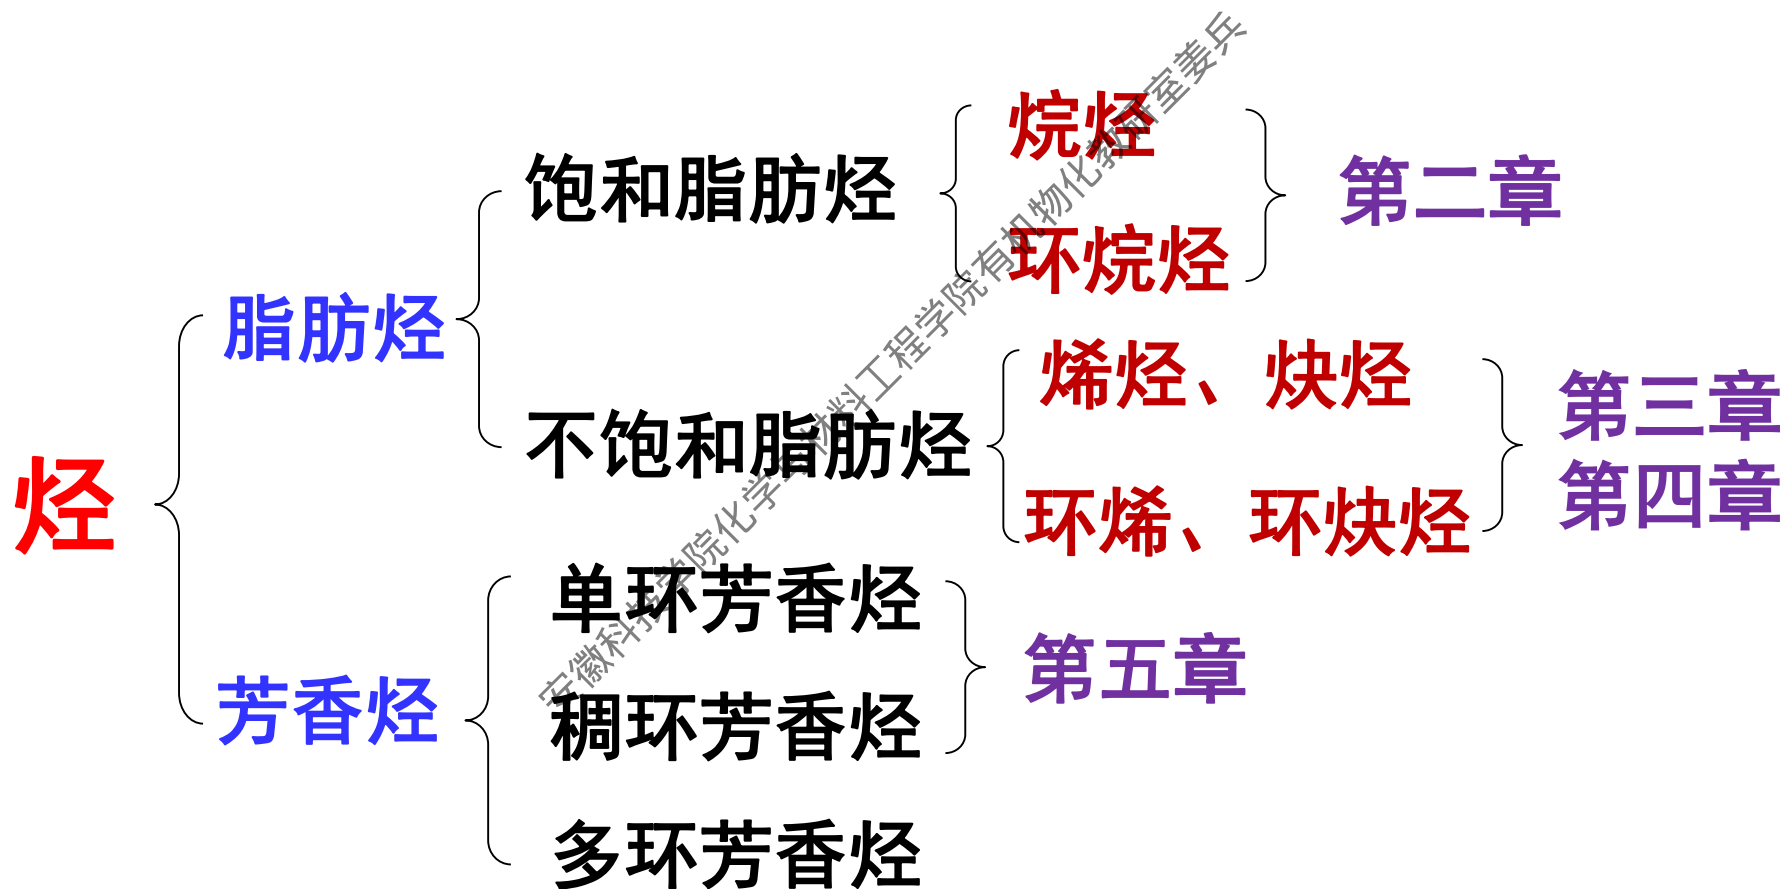 烃
脂肪烃
饱和脂肪烃
烷烃
环烷烃
第二章
不饱和脂肪烃
烯烃、炔烃
环烯、环炔烃
第三章
第四章
芳香烃
单环芳香烃
稠环芳香烃
多环芳香烃
第五章
安徽科技学院化学与材料工程学院有机物化教研室姜兵